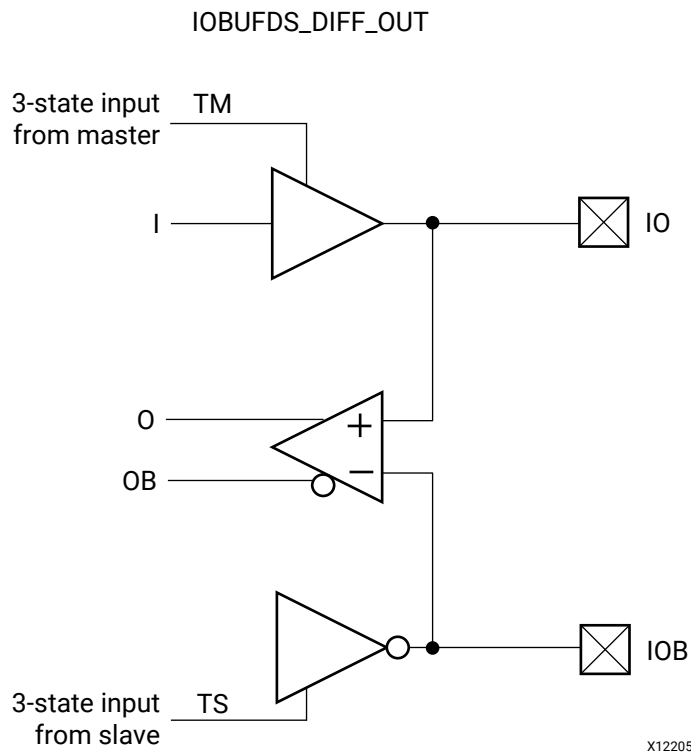 IOBUFDS_DIFF_OUT
3-state input
from master
TM
I
IO
O
+
−
OB
IOB
3-state input
from slave
TS
X12205